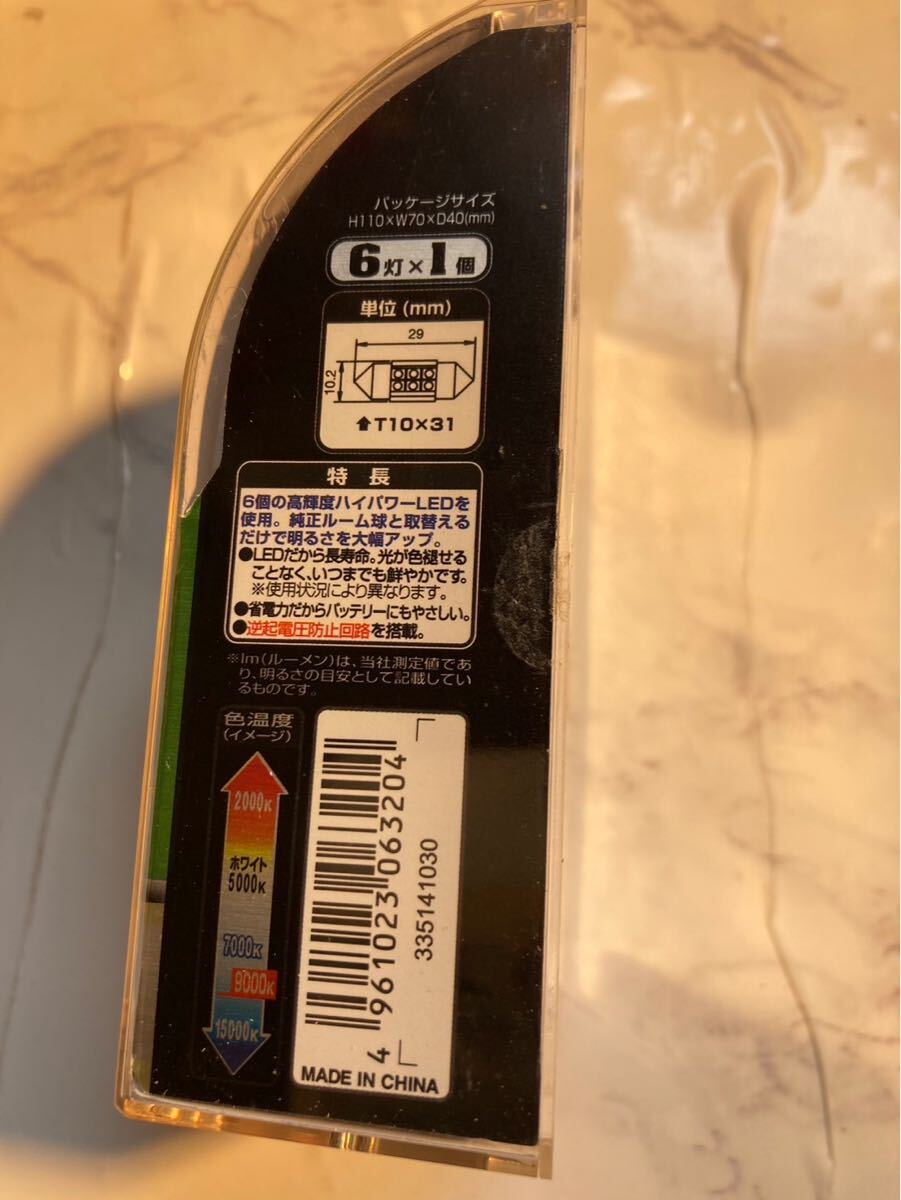 パッケージサイズ
H110×W70×D40(mm)
6灯×1個
単位(mm)
29
10.2
⬆T10×31
特長
6個の高輝度ハイパワーLEDを
使用。純正ルーム球と取替える
だけで明るさを大幅アップ。
●LEDだから長寿命。光が色褪せる
ことなく、いつまでも鮮やかです。
※使用状況により異なります。
●省電力だからバッテリーにもやさしい。
●逆起電圧防止回路を搭載。
※lm(ルーメン)は、当社測定値であ
り、明るさの目安として記載してい
るものです。
色温度
(イメージ)
2000K
ホワイト
5000K
7000K
9000K
15000K
4 961023 063204
335141030
MADE IN CHINA